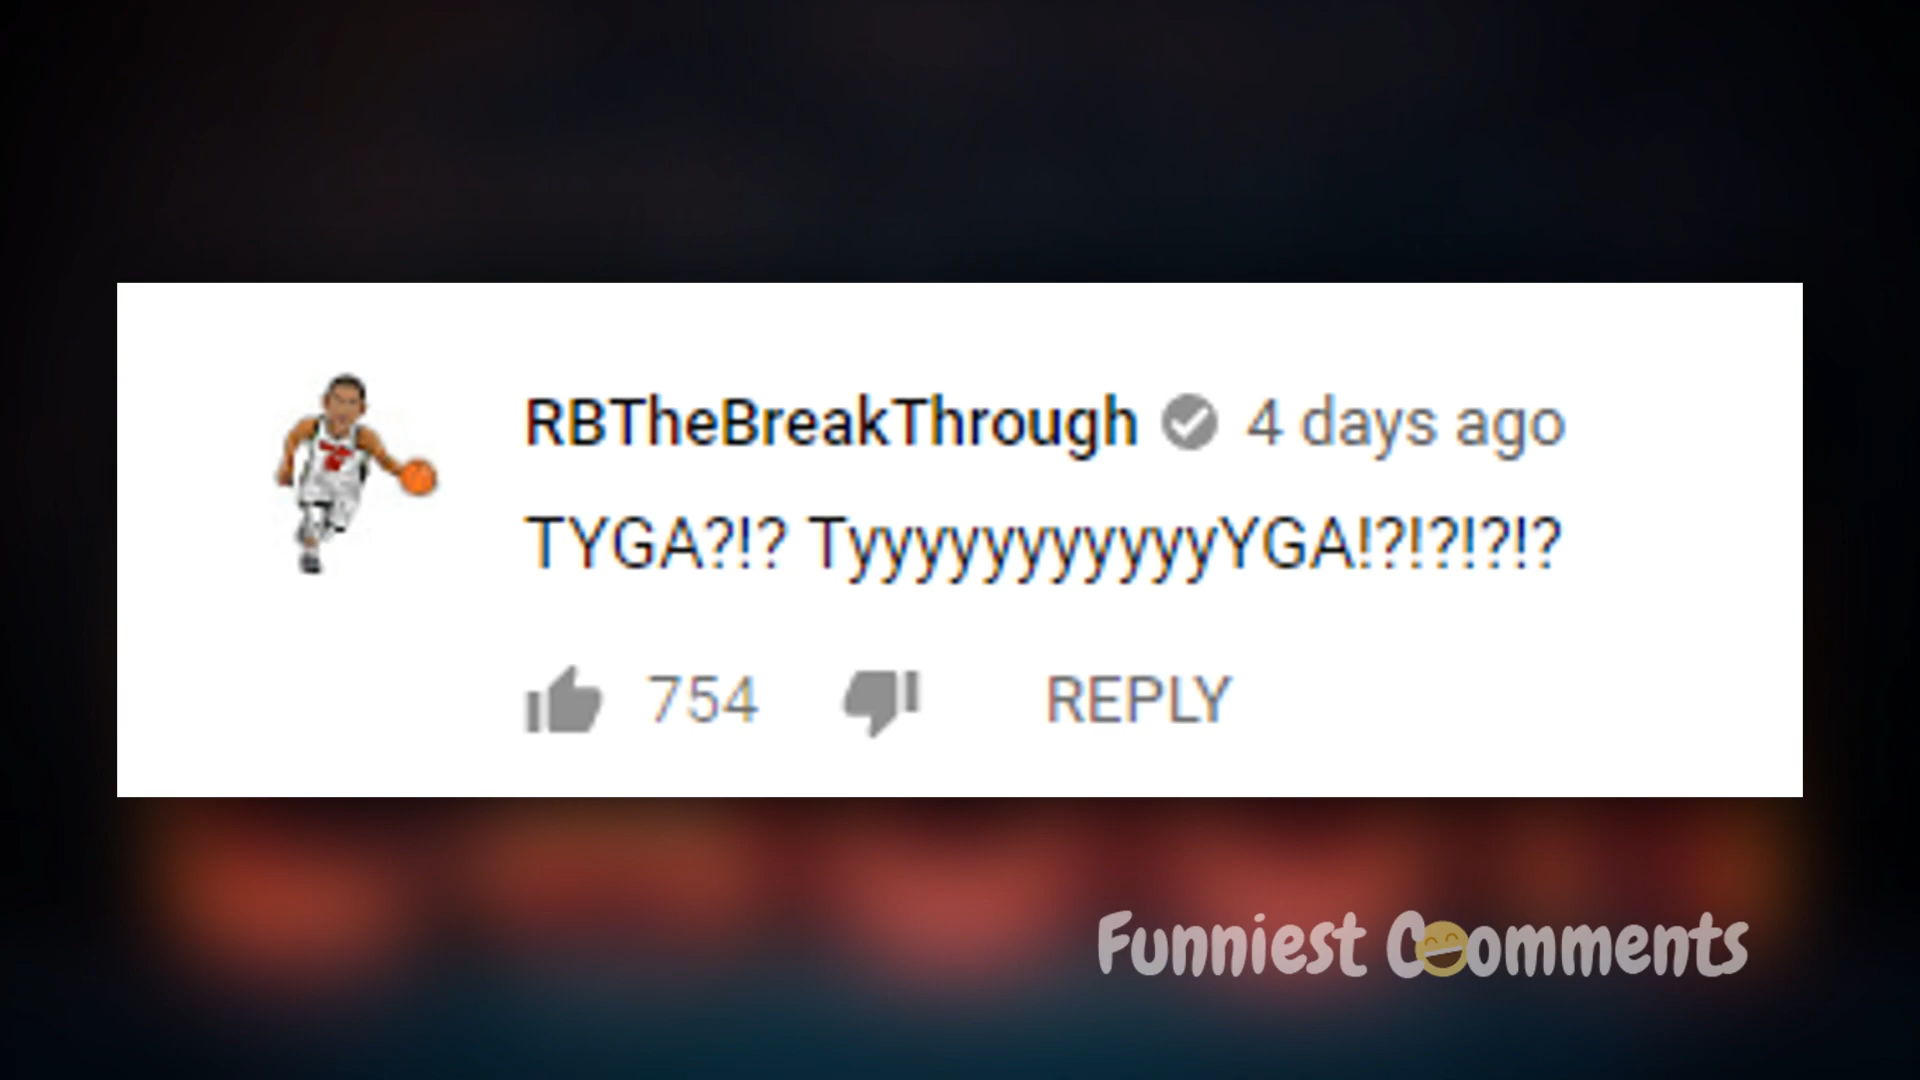 RBTheBreakThrough 4 days ago
TYGA?!? TyyyyyyyyyyyYGA!?!?!?!?
754 REPLY
Funniest Comments